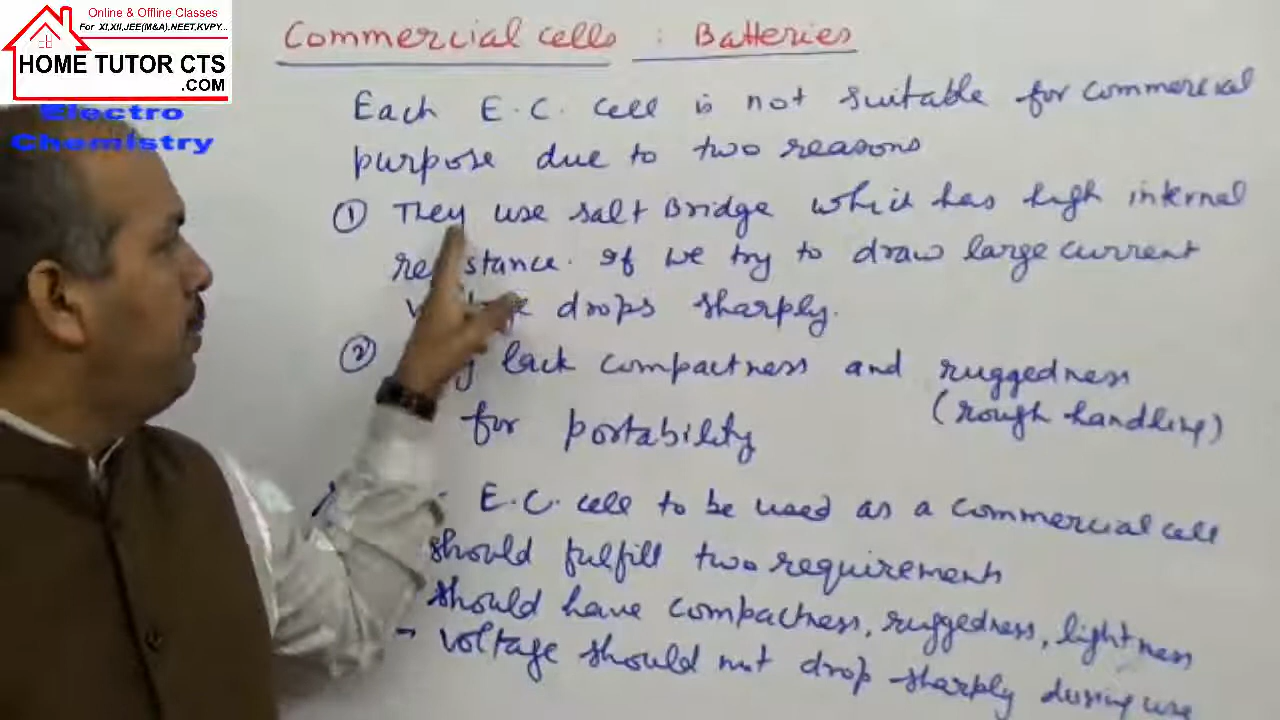 Online & Offline Classes
For XI,XII,JEE(M&A),NEET,KVPY...
HOME TUTOR CTS
.COM
Electro
Chemistry
Commercial cells : Batteries
Each E.C. cell is not suitable for commercial
purpose due to two reasons
① They use salt Bridge which has high internal
resistance. If we try to draw large current
drops sharply.
② lack compactness and ruggedness
(rough handling)
for portability
E.C. cell to be used as a commercial cell
should fulfill two requirements
should have compactness, ruggedness, lightness
- voltage should not drop sharply during use